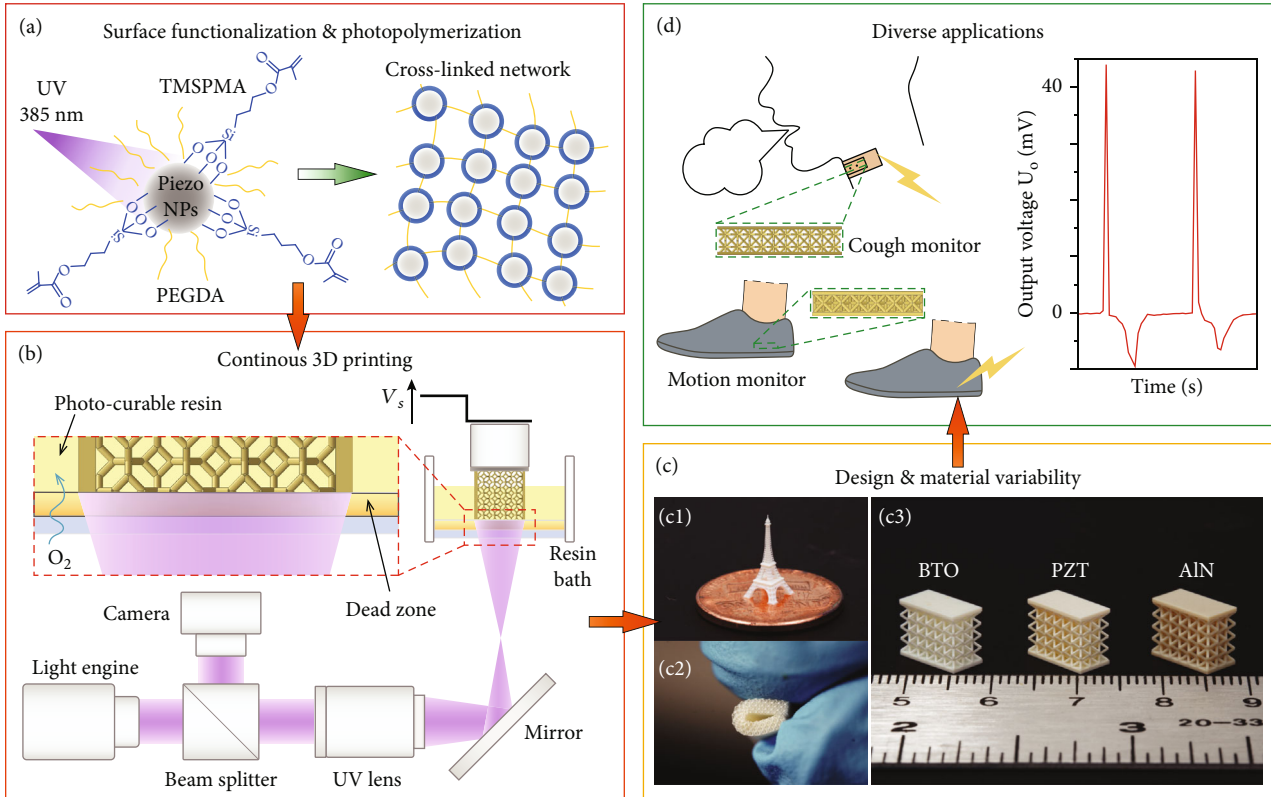 (a)
Surface functionalization & photopolymerization
UV
385 nm
TMSPMA
Cross-linked network
O
O
Si
O
O
O
Piezo
NPs
O
O
O
Si
O
O
O
Si
O
O
O
O
PEGDA
(b)
Continous 3D printing
Photo-curable resin
Vs
O2
Dead zone
Resin
bath
Camera
Light engine
Beam splitter
UV lens
Mirror
(d)
Diverse applications
Cough monitor
Motion monitor
Output voltage Uo (mV)
40
0
Time (s)
(c)
Design & material variability
(c1)
(c2)
(c3)
BTO
PZT
AlN
5 6 7 8 9
2 3 20-33